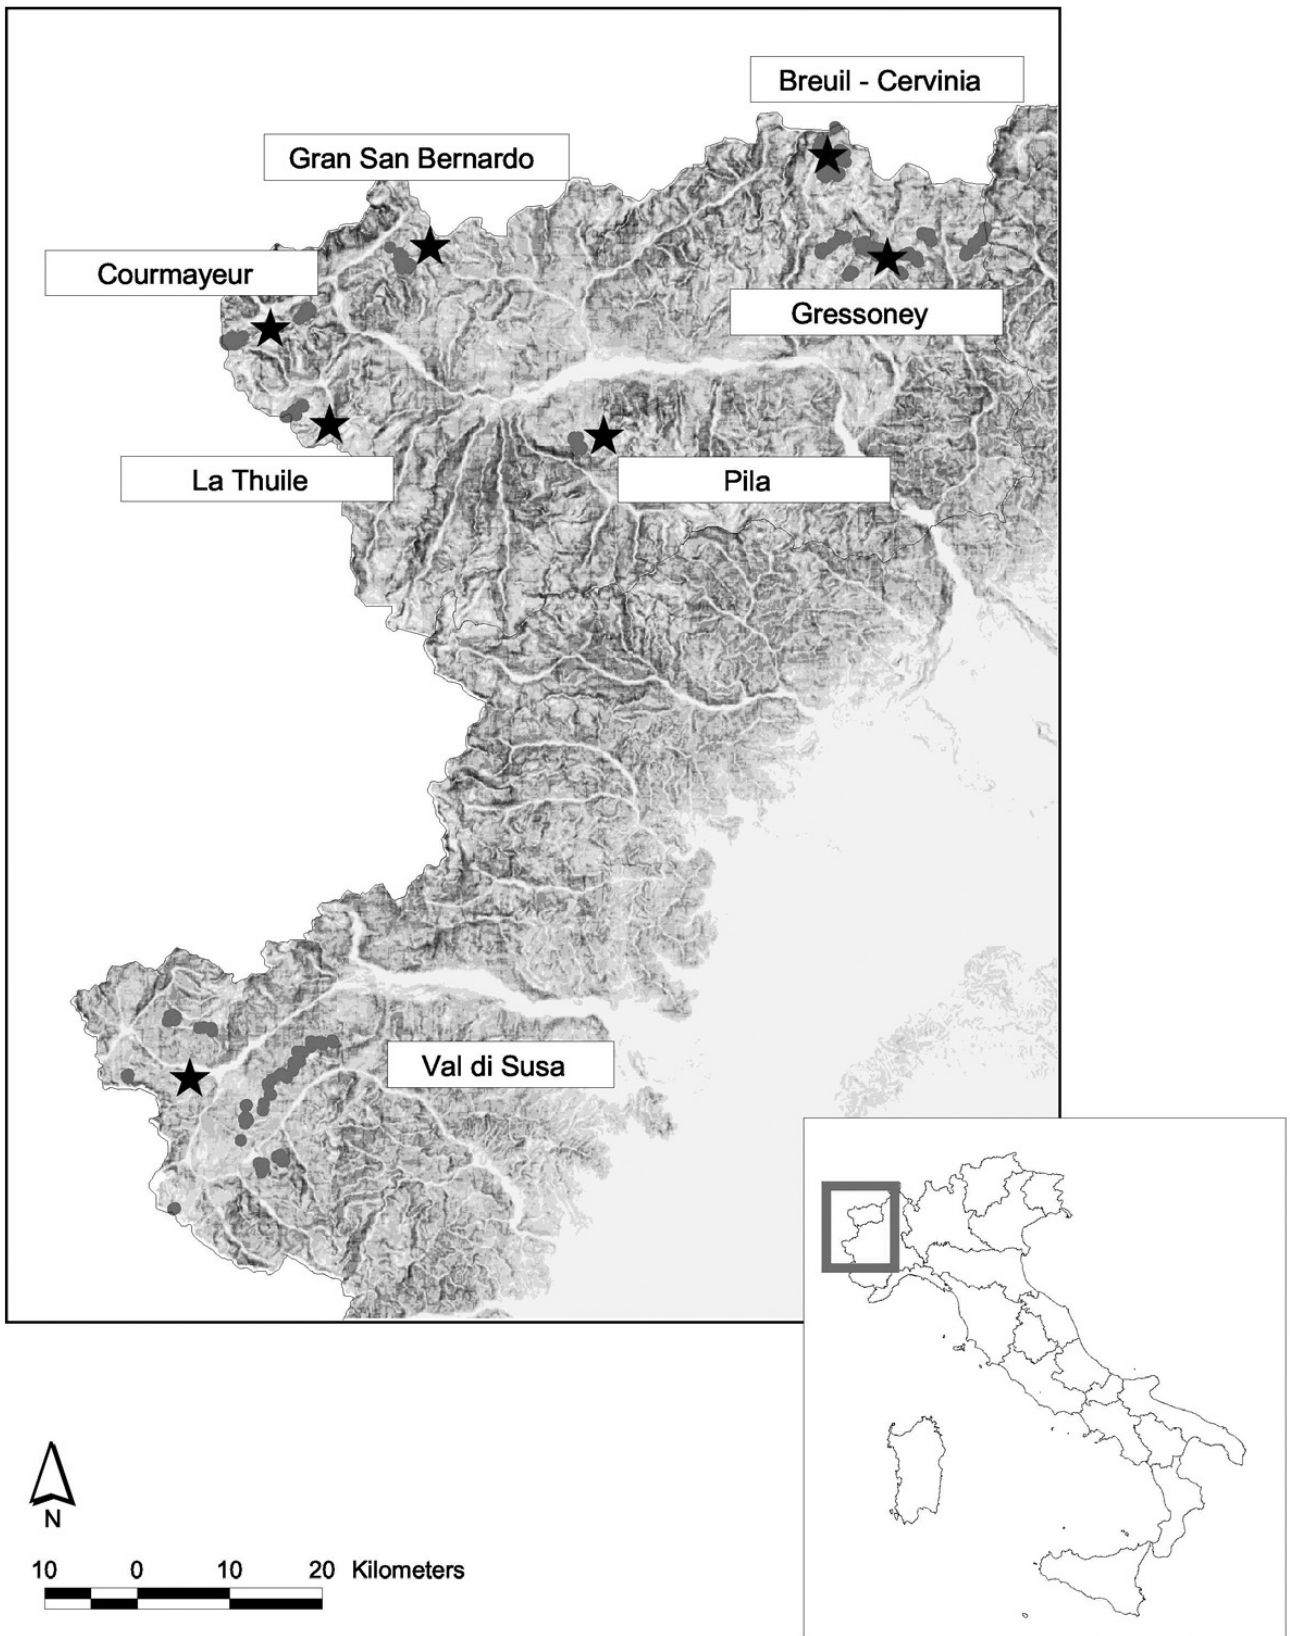 Breuil - Cervinia
Gran San Bernardo
Courmayeur
Gressoney
La Thuile
Pila
Val di Susa
N
10 0 10 20 Kilometers